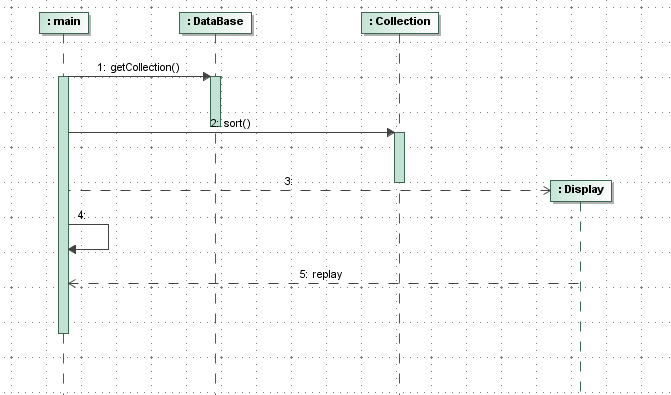 : main
: DataBase
: Collection
1: getCollection()
2: sort()
3:
: Display
4:
5: replay